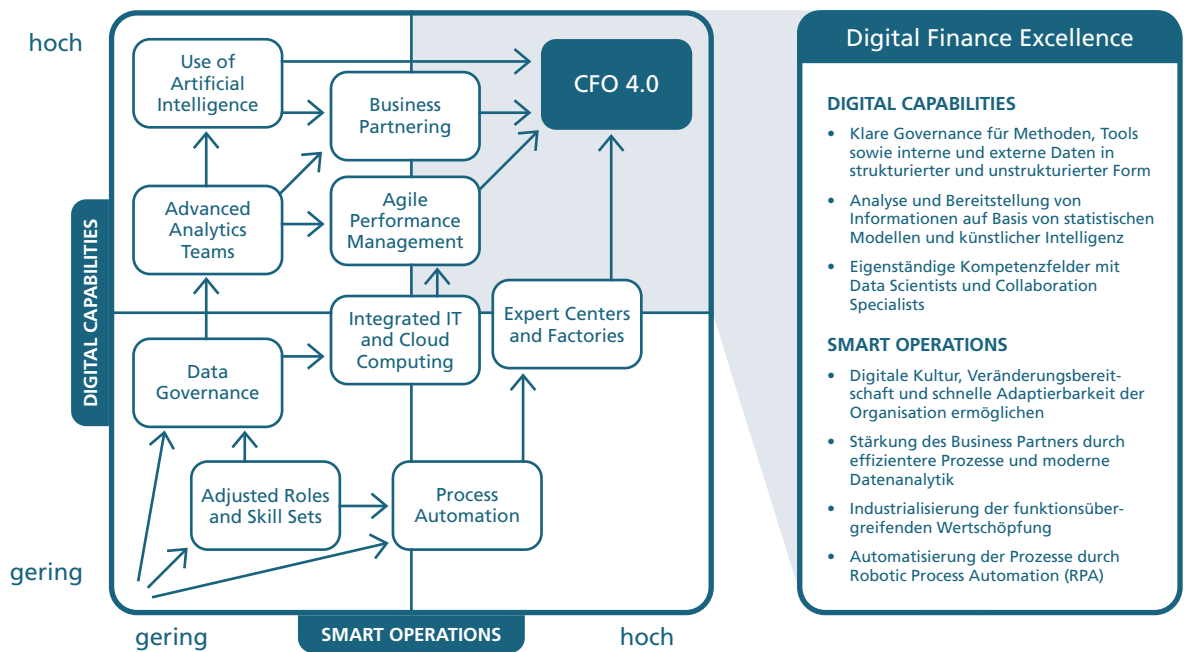 hoch
Use of
Artificial
Intelligence
Business
Partnering
CFO 4.0
Advanced
Analytics
Teams
Agile
Performance
Management
DIGITAL CAPABILITIES
Data
Governance
Integrated IT
and Cloud
Computing
Expert Centers
and Factories
Adjusted Roles
and Skill Sets
Process
Automation
gering
gering
SMART OPERATIONS
hoch
Digital Finance Excellence
DIGITAL CAPABILITIES
• Klare Governance für Methoden, Tools
sowie interne und externe Daten in
strukturierter und unstrukturierter Form
• Analyse und Bereitstellung von
Informationen auf Basis von statistischen
Modellen und künstlicher Intelligenz
• Eigenständige Kompetenzfelder mit
Data Scientists und Collaboration
Specialists
SMART OPERATIONS
• Digitale Kultur, Veränderungsbereit-
schaft und schnelle Adaptierbarkeit der
Organisation ermöglichen
• Stärkung des Business Partners durch
effizientere Prozesse und moderne
Datenanalytik
• Industrialisierung der funktionsüber-
greifenden Wertschöpfung
• Automatisierung der Prozesse durch
Robotic Process Automation (RPA)